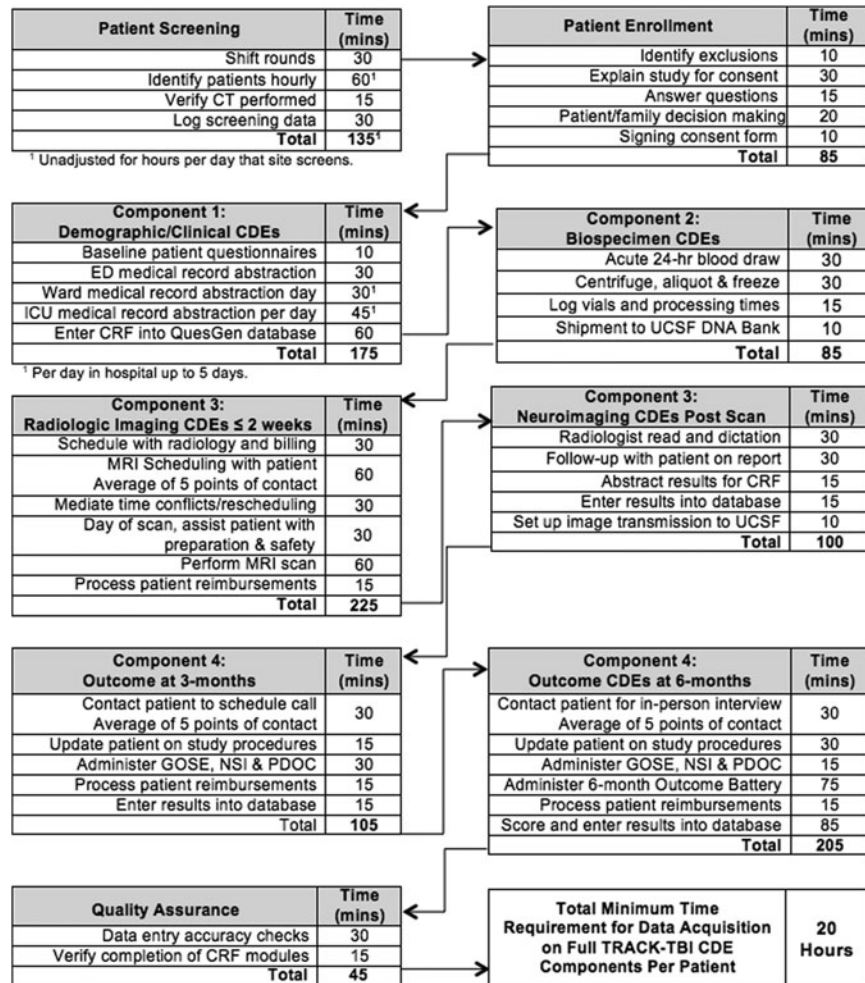 Patient Screening Time (mins)
Shift rounds 30
Identify patients hourly 60¹
Verify CT performed 15
Log screening data 30
Total 135¹
¹ Unadjusted for hours per day that site screens.
Patient Enrollment Time (mins)
Identify exclusions 10
Explain study for consent 30
Answer questions 15
Patient/family decision making 20
Signing consent form 10
Total 85
Component 1: Time
Demographic/Clinical CDEs (mins)
Baseline patient questionnaires 10
ED medical record abstraction 30
Ward medical record abstraction day 30¹
ICU medical record abstraction per day 45¹
Enter CRF into QuesGen database 60
Total 175
¹ Per day in hospital up to 5 days.
Component 2: Time
Biospecimen CDEs (mins)
Acute 24-hr blood draw 30
Centrifuge, aliquot & freeze 30
Log vials and processing times 15
Shipment to UCSF DNA Bank 10
Total 85
Component 3: Time
Radiologic Imaging CDEs ≤ 2 weeks (mins)
Schedule with radiology and billing 30
MRI Scheduling with patient
Average of 5 points of contact 60
Mediate time conflicts/rescheduling 30
Day of scan, assist patient with
preparation & safety 30
Perform MRI scan 60
Process patient reimbursements 15
Total 225
Component 3: Time
Neuroimaging CDEs Post Scan (mins)
Radiologist read and dictation 30
Follow-up with patient on report 30
Abstract results for CRF 15
Enter results into database 15
Set up image transmission to UCSF 10
Total 100
Component 4: Time
Outcome at 3-months (mins)
Contact patient to schedule call
Average of 5 points of contact 30
Update patient on study procedures 15
Administer GOSE, NSI & PDOC 30
Process patient reimbursements 15
Enter results into database 15
Total 105
Component 4: Time
Outcome CDEs at 6-months (mins)
Contact patient for in-person interview
Average of 5 points of contact 30
Update patient on study procedures 30
Administer GOSE, NSI & PDOC 15
Administer 6-month Outcome Battery 75
Process patient reimbursements 15
Score and enter results into database 85
Total 205
Quality Assurance Time (mins)
Data entry accuracy checks 30
Verify completion of CRF modules 15
Total 45
Total Minimum Time
Requirement for Data Acquisition
on Full TRACK-TBI CDE
Components Per Patient
20
Hours